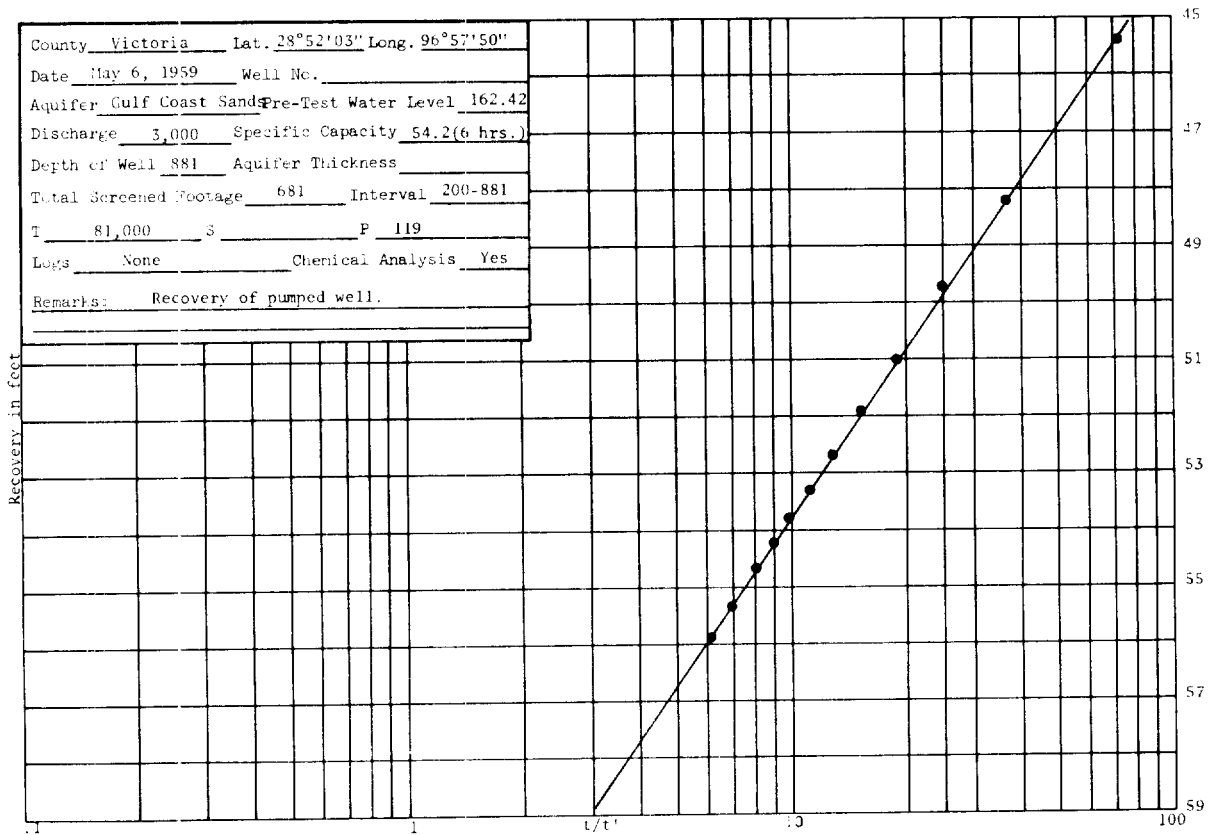 County Victoria Lat. 28°52'03" Long. 96°57'50"
Date May 6, 1959 Well No.
Aquifer Gulf Coast Sands Pre-Test Water Level 162.42
Discharge 3,000 Specific Capacity 54.2(6 hrs.)
Depth of Well 881 Aquifer Thickness
Total Screened Footage 681 Interval 200-881
T 81,000 S P 119
Logs None Chemical Analysis Yes
Remarks: Recovery of pumped well.
Recovery in feet
45
47
49
51
53
55
57
59
.1 1 t/t' 10 100